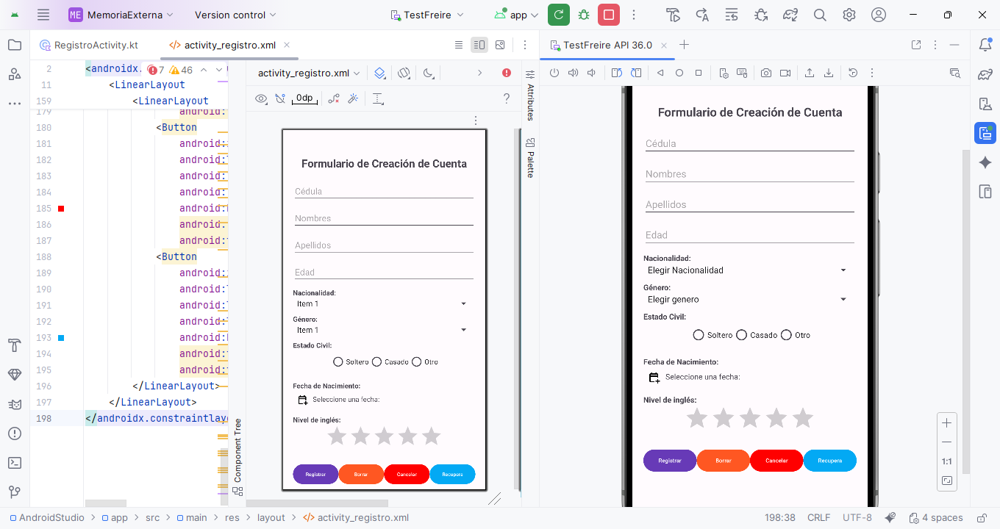 ME MemoriaExterna Version control TestFreire app
RegistroActivity.kt activity_registro.xml TestFreire API 36.0
2 <androidx. 7 46
11 <LinearLayout
159 <LinearLayout
179 android:
180 <Button
181 android:
182 android:
183 android:
184 android:
185 android:
186 android:
187 android:
188 <Button
189 android:
190 android:
191 android:
192 android:
193 android:
194 android:
195 android:
196 </LinearLayout>
197 </LinearLayout>
198 </androidx.constraintlayo
activity_registro.xml
0dp
?
Component Tree
Formulario de Creación de Cuenta
Cédula
Nombres
Apellidos
Edad
Nacionalidad:
Item 1
Género:
Item 1
Estado Civil:
Soltero Casado Otro
Fecha de Nacimiento:
Seleccione una fecha:
Nivel de inglés:
Registrar Borrar Cancelar Recupera
Attributes
Palette
Formulario de Creación de Cuenta
Cédula
Nombres
Apellidos
Edad
Nacionalidad:
Elegir Nacionalidad
Género:
Elegir genero
Estado Civil:
Soltero Casado Otro
Fecha de Nacimiento:
Seleccione una fecha:
Nivel de inglés:
Registrar Borrar Cancelar Recupera
1:1
AndroidStudio > app > src > main > res > layout > activity_registro.xml 198:38 CRLF UTF-8 4 spaces